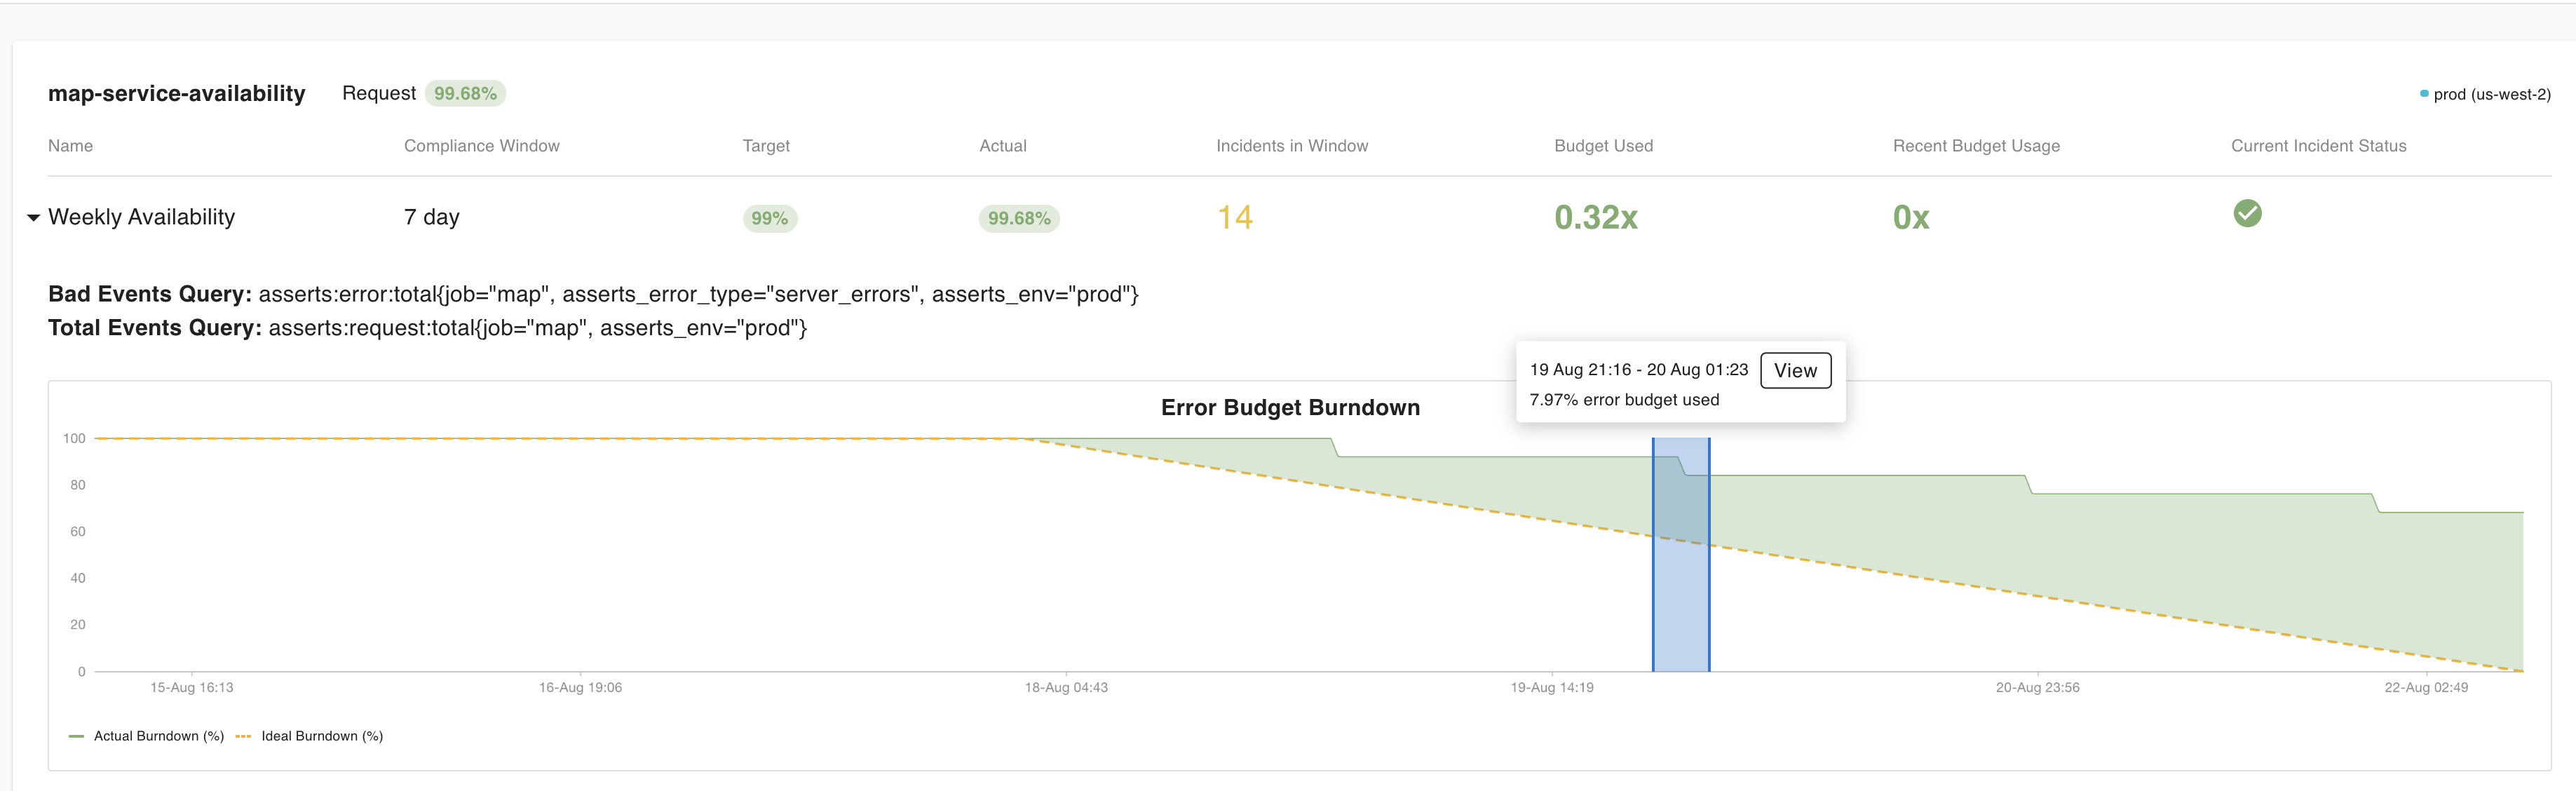 map-service-availability Request 99.68% prod (us-west-2)
Name Compliance Window Target Actual Incidents in Window Budget Used Recent Budget Usage Current Incident Status
Weekly Availability 7 day 99% 99.68% 14 0.32x 0x
Bad Events Query: asserts:error:total{job="map", asserts_error_type="server_errors", asserts_env="prod"}
Total Events Query: asserts:request:total{job="map", asserts_env="prod"}
19 Aug 21:16 - 20 Aug 01:23 View
7.97% error budget used
Error Budget Burndown
100
80
60
40
20
0
15-Aug 16:13 16-Aug 19:06 18-Aug 04:43 19-Aug 14:19 20-Aug 23:56 22-Aug 02:49
Actual Burndown (%) Ideal Burndown (%)